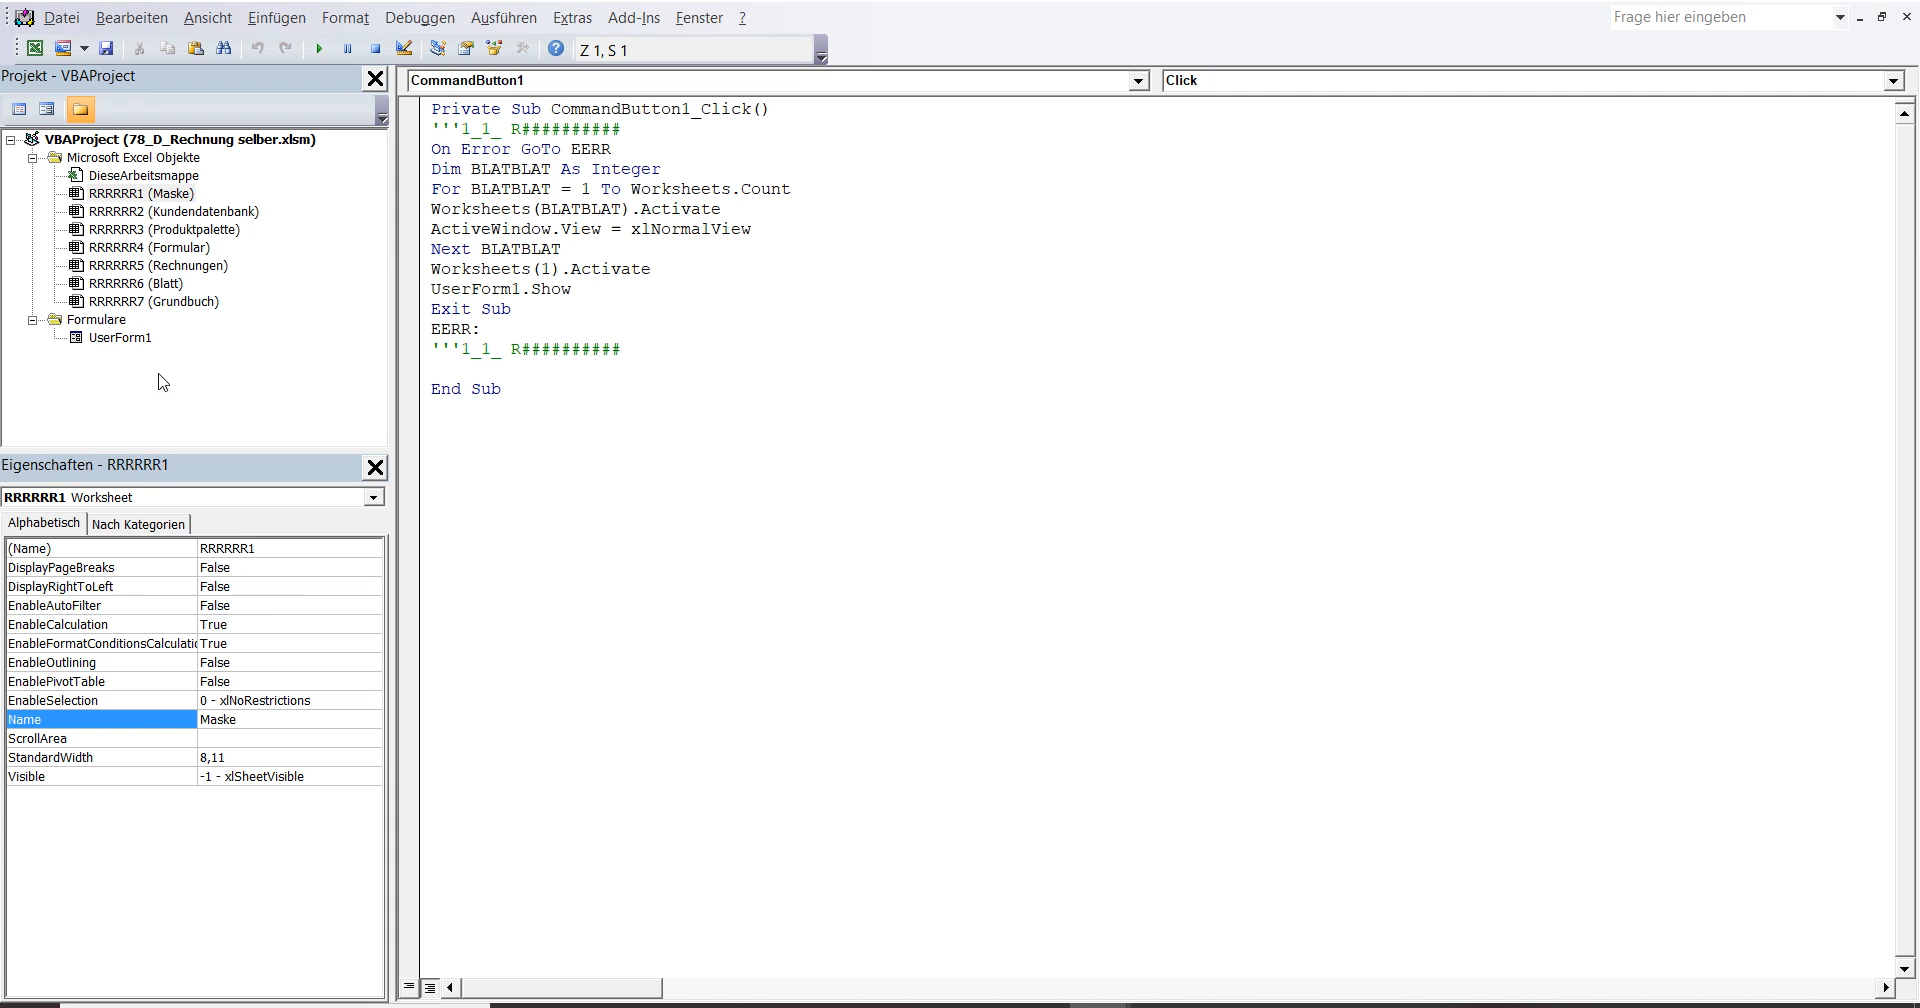 Datei Bearbeiten Ansicht Einfügen Format Debuggen Ausführen Extras Add-Ins Fenster ? Frage hier eingeben
Z 1, S 1
Projekt - VBAProject
VBAProject (78_D_Rechnung selber.xlsm)
Microsoft Excel Objekte
DieseArbeitsmappe
RRRRRR1 (Maske)
RRRRRR2 (Kundendatenbank)
RRRRRR3 (Produktpalette)
RRRRRR4 (Formular)
RRRRRR5 (Rechnungen)
RRRRRR6 (Blatt)
RRRRRR7 (Grundbuch)
Formulare
UserForm1
Eigenschaften - RRRRRR1
RRRRRR1 Worksheet
Alphabetisch Nach Kategorien
(Name) RRRRRR1
DisplayPageBreaks False
DisplayRightToLeft False
EnableAutoFilter False
EnableCalculation True
EnableFormatConditionsCalculati True
EnableOutlining False
EnablePivotTable False
EnableSelection 0 - xlNoRestrictions
Name Maske
ScrollArea
StandardWidth 8,11
Visible -1 - xlSheetVisible
CommandButton1 Click
Private Sub CommandButton1_Click()
'''1_1_ R##########
On Error GoTo EERR
Dim BLATBLAT As Integer
For BLATBLAT = 1 To Worksheets.Count
Worksheets(BLATBLAT).Activate
ActiveWindow.View = xlNormalView
Next BLATBLAT
Worksheets(1).Activate
UserForm1.Show
Exit Sub
EERR:
'''1_1_ R##########
End Sub